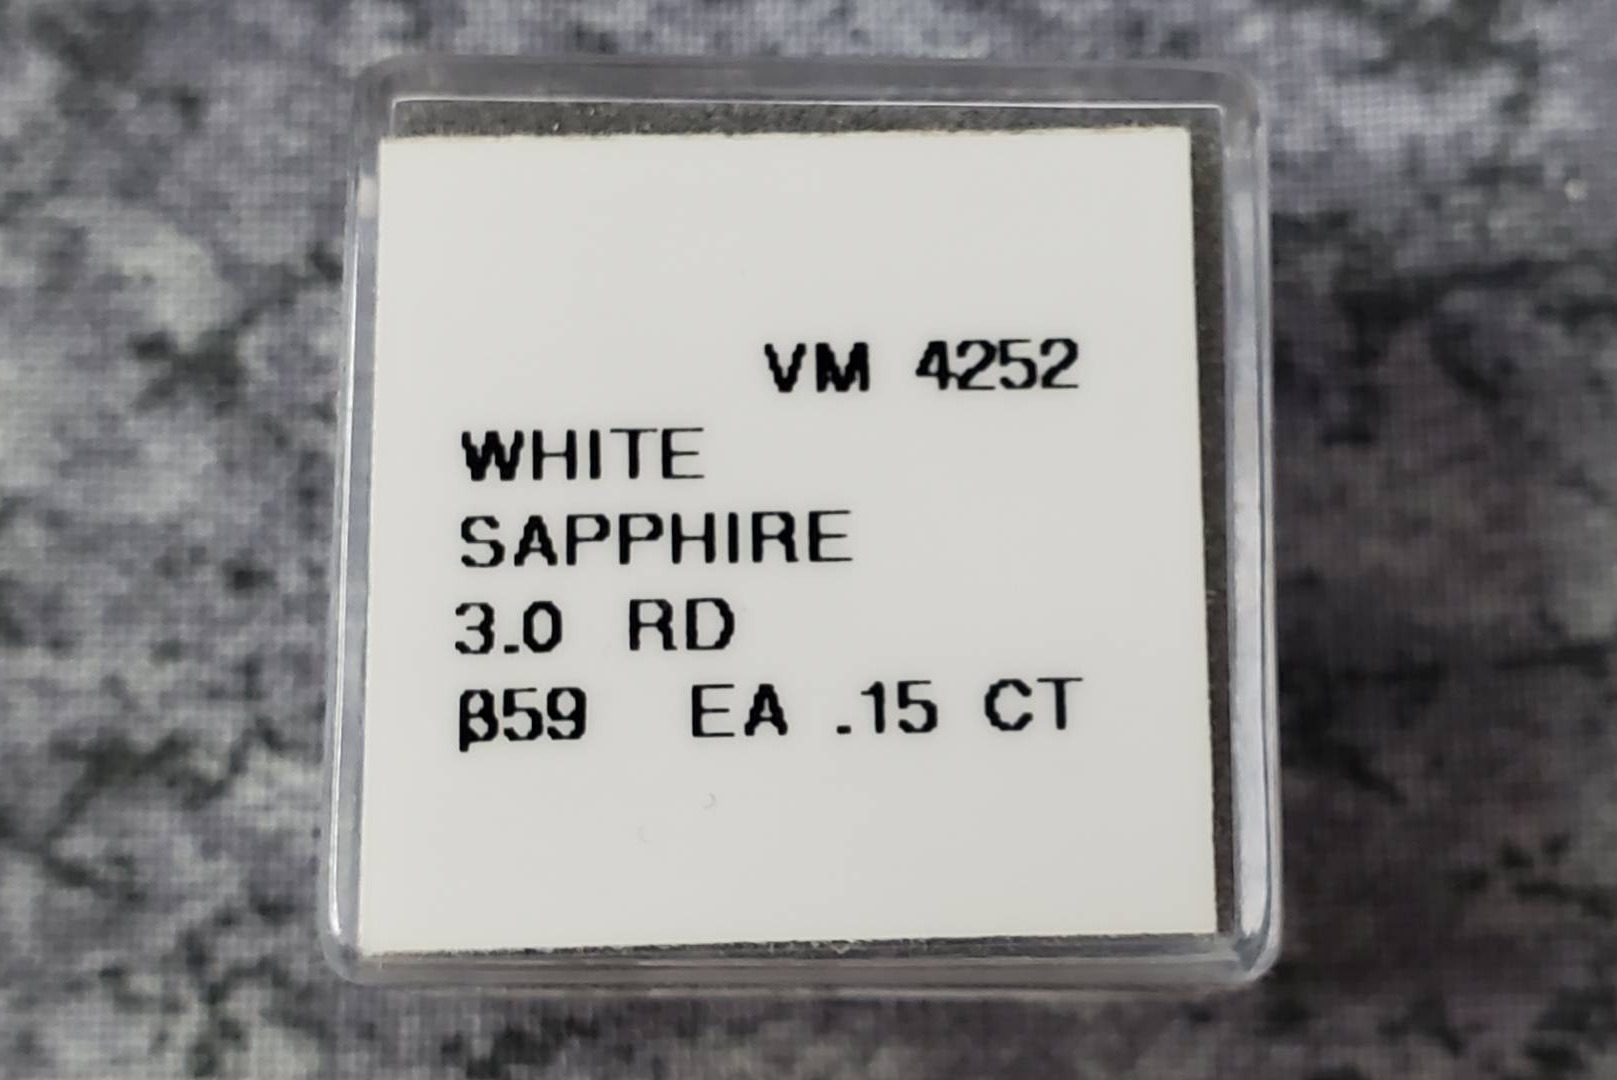 VM 4252
WHITE
SAPPHIRE
3.0 RD
β59 EA .15 CT